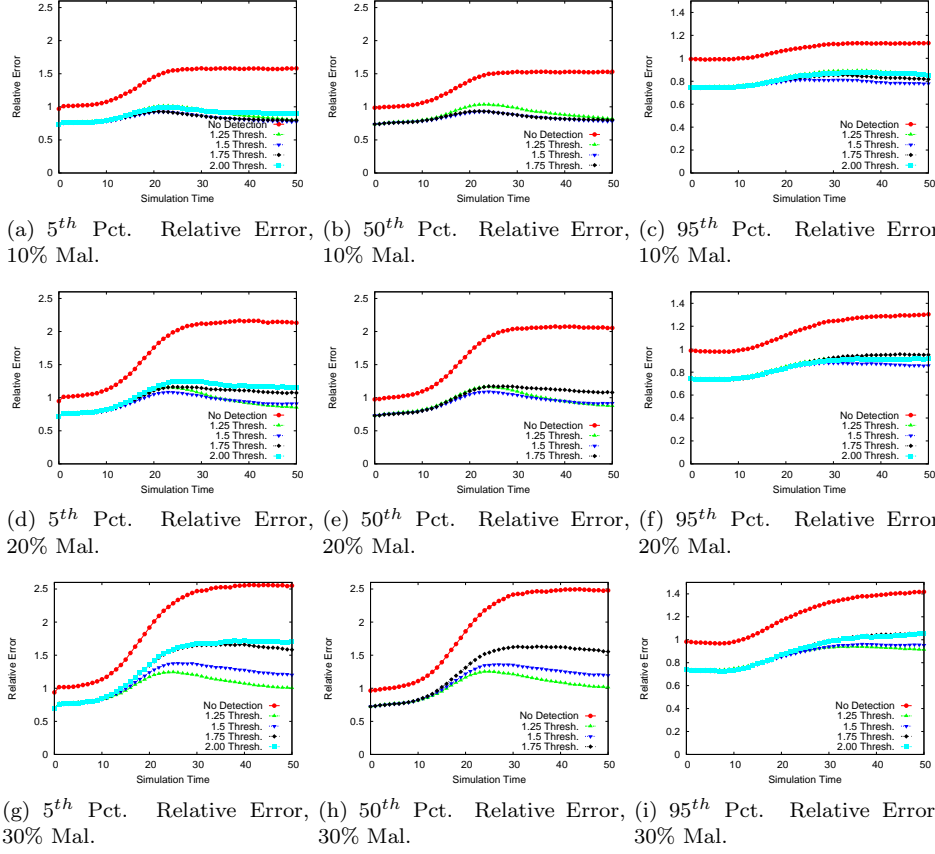 2.5
2
1.5
1
0.5
0
0 10 20 30 40 50
Relative Error
Simulation Time
No Detection
1.25 Thresh.
1.5 Thresh.
1.75 Thresh.
2.00 Thresh.
2.5
2
1.5
1
0.5
0
0 10 20 30 40 50
Relative Error
Simulation Time
No Detection
1.25 Thresh.
1.5 Thresh.
1.75 Thresh.
1.4
1.2
1
0.8
0.6
0.4
0.2
0
0 10 20 30 40 50
Relative Error
Simulation Time
No Detection
1.25 Thresh.
1.5 Thresh.
1.75 Thresh.
2.00 Thresh.
(a) 5th Pct. Relative Error,
10% Mal.
(b) 50th Pct. Relative Error,
10% Mal.
(c) 95th Pct. Relative Error
10% Mal.
2.5
2
1.5
1
0.5
0
0 10 20 30 40 50
Relative Error
Simulation Time
No Detection
1.25 Thresh.
1.5 Thresh.
1.75 Thresh.
2.00 Thresh.
2.5
2
1.5
1
0.5
0
0 10 20 30 40 50
Relative Error
Simulation Time
No Detection
1.25 Thresh.
1.5 Thresh.
1.75 Thresh.
1.4
1.2
1
0.8
0.6
0.4
0.2
0
0 10 20 30 40 50
Relative Error
Simulation Time
No Detection
1.25 Thresh.
1.5 Thresh.
1.75 Thresh.
2.00 Thresh.
(d) 5th Pct. Relative Error,
20% Mal.
(e) 50th Pct. Relative Error,
20% Mal.
(f) 95th Pct. Relative Error
20% Mal.
2.5
2
1.5
1
0.5
0
0 10 20 30 40 50
Relative Error
Simulation Time
No Detection
1.25 Thresh.
1.5 Thresh.
1.75 Thresh.
2.00 Thresh.
2.5
2
1.5
1
0.5
0
0 10 20 30 40 50
Relative Error
Simulation Time
No Detection
1.25 Thresh.
1.5 Thresh.
1.75 Thresh.
1.4
1.2
1
0.8
0.6
0.4
0.2
0
0 10 20 30 40 50
Relative Error
Simulation Time
No Detection
1.25 Thresh.
1.5 Thresh.
1.75 Thresh.
2.00 Thresh.
(g) 5th Pct. Relative Error,
30% Mal.
(h) 50th Pct. Relative Error,
30% Mal.
(i) 95th Pct. Relative Error
30% Mal.